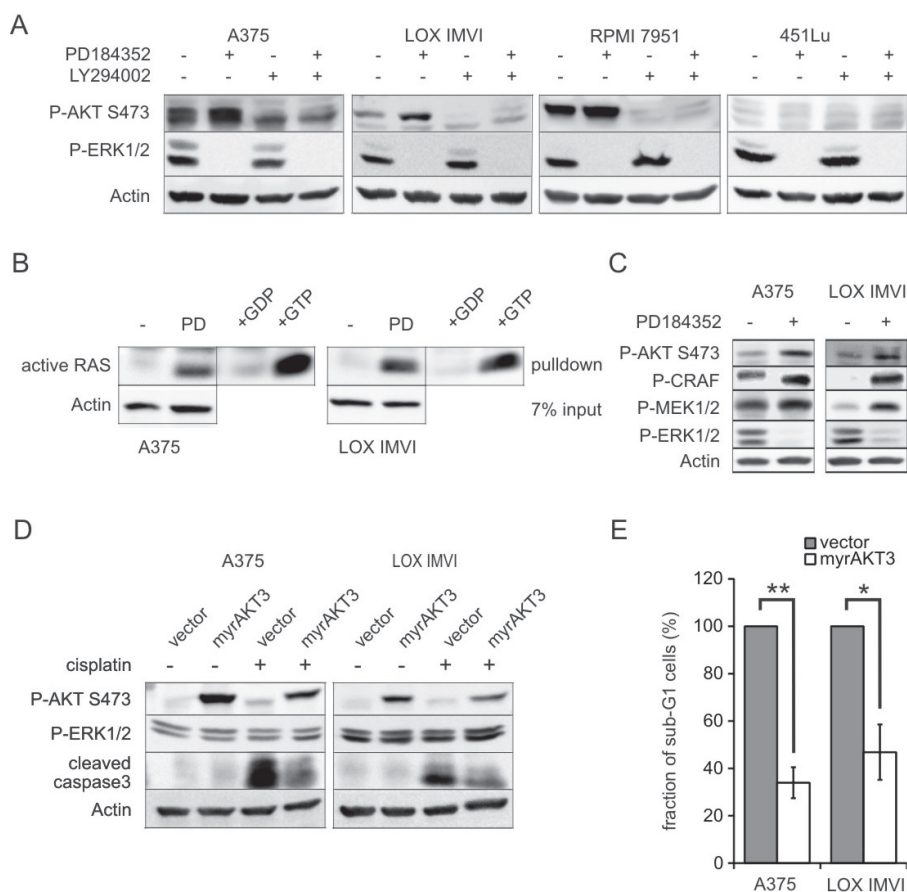 A
A375 LOX IMVI RPMI 7951 451Lu
PD184352 - + - + - + - + - + - + - + - +
LY294002 - - + + - - + + - - + + - - + +
P-AKT S473
P-ERK1/2
Actin
B
- PD +GDP +GTP - PD +GDP +GTP
active RAS pulldown
Actin 7% input
A375 LOX IMVI
C
A375 LOX IMVI
PD184352 - + - +
P-AKT S473
P-CRAF
P-MEK1/2
P-ERK1/2
Actin
D
A375 LOX IMVI
vector myrAKT3 vector myrAKT3 vector myrAKT3 vector myrAKT3
cisplatin - - + + - - + +
P-AKT S473
P-ERK1/2
cleaved
caspase3
Actin
E
vector
myrAKT3
fraction of sub-G1 cells (%)
120
100
80
60
40
20
0
** *
A375 LOX IMVI